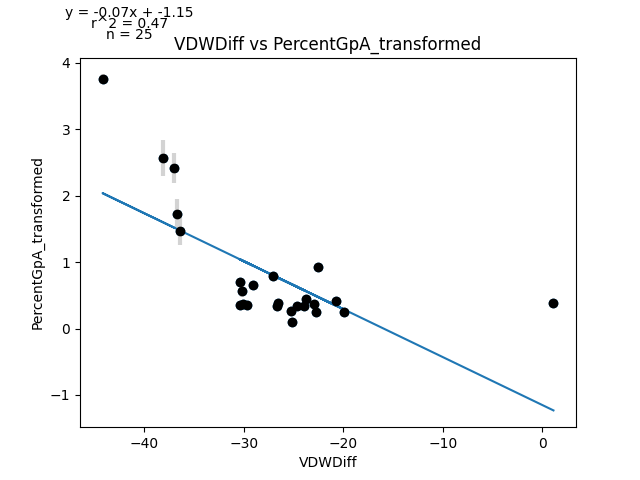 y = -0.07x + -1.15
r^2 = 0.47
n = 25
VDWDiff vs PercentGpA_transformed
4
3
2
1
0
−1
PercentGpA_transformed
−40
−30
−20
−10
0
VDWDiff